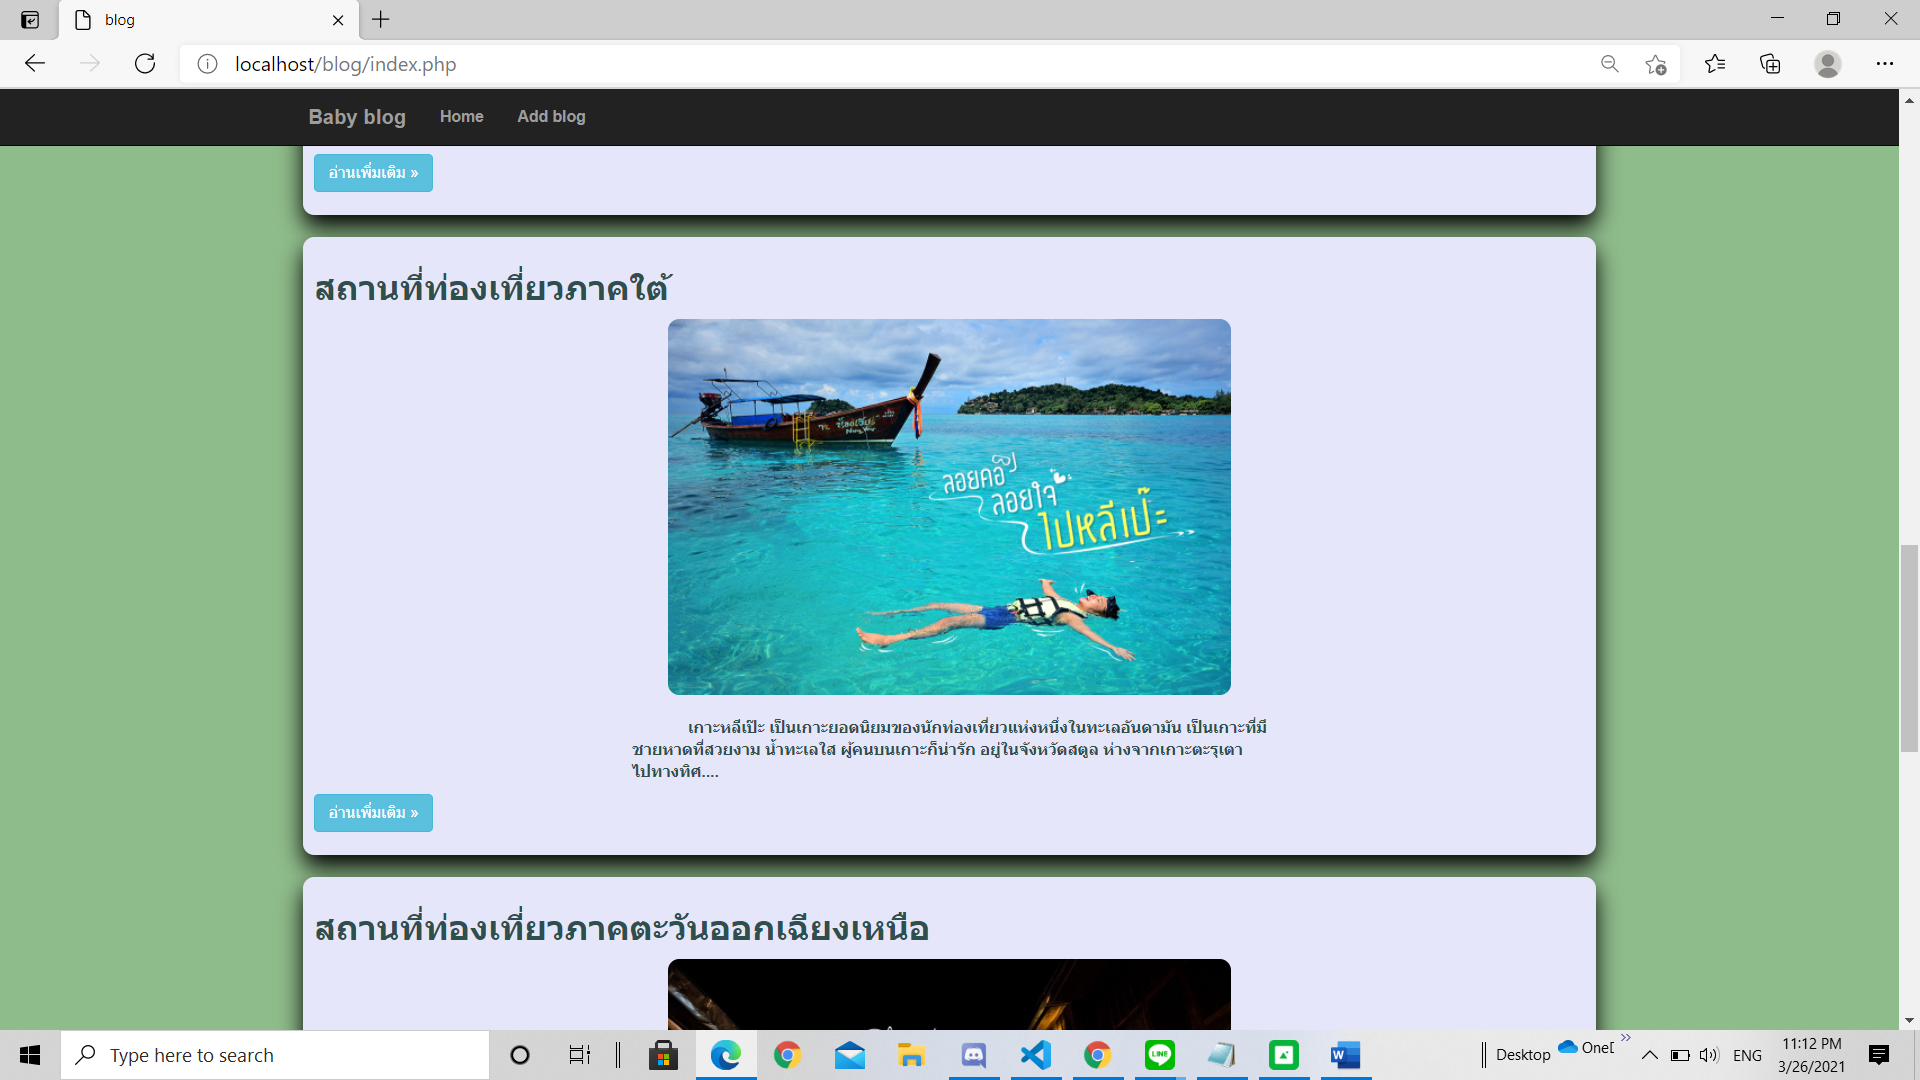 blog
localhost/blog/index.php
Baby blog
Home
Add blog
อ่านเพิ่มเติม »
สถานที่ท่องเที่ยวภาคใต้
ลอยคอ
ลอยใจ
ไปหลีเป๊ะ
เกาะหลีเป๊ะ เป็นเกาะยอดนิยมของนักท่องเที่ยวแห่งหนึ่งในทะเลอันดามัน เป็นเกาะที่มี
ชายหาดที่สวยงาม น้ำทะเลใส ผู้คนบนเกาะก็น่ารัก อยู่ในจังหวัดสตูล ห่างจากเกาะตะรุเตา
ไปทางทิศ....
อ่านเพิ่มเติม »
สถานที่ท่องเที่ยวภาคตะวันออกเฉียงเหนือ
Type here to search
LINE
Desktop
ENG
11:12 PM
3/26/2021